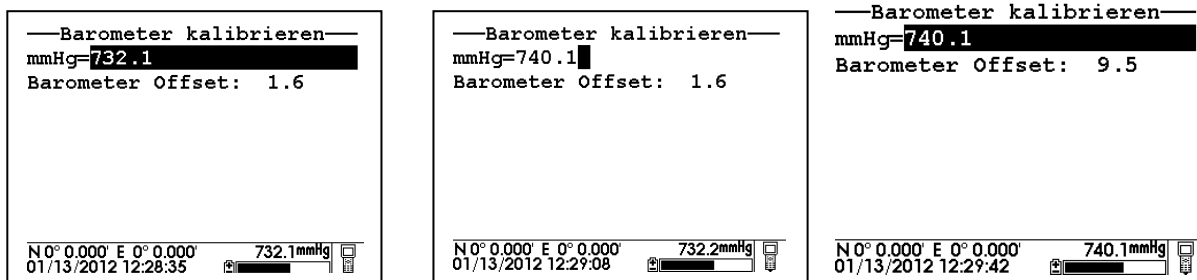 Barometer kalibrieren
mmHg=732.1
Barometer Offset: 1.6
N 0° 0.000' E 0° 0.000' 732.1mmHg
01/13/2012 12:28:35
Barometer kalibrieren
mmHg=740.1
Barometer Offset: 1.6
N 0° 0.000' E 0° 0.000' 732.2mmHg
01/13/2012 12:29:08
Barometer kalibrieren
mmHg=740.1
Barometer Offset: 9.5
N 0° 0.000' E 0° 0.000' 740.1mmHg
01/13/2012 12:29:42